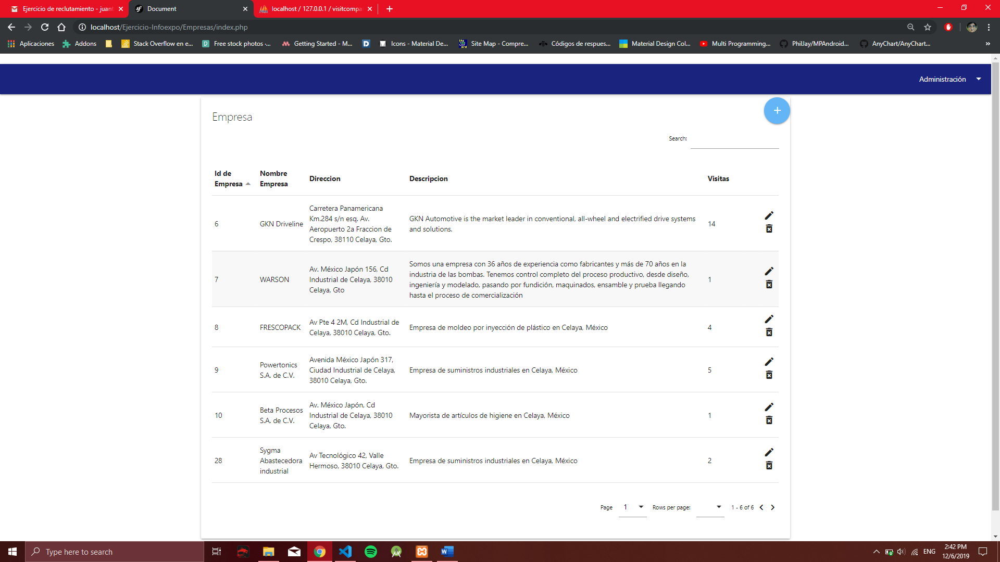 Ejercicio de reclutamiento - juant
Document
localhost / 127.0.0.1 / visitcompa
localhost/Ejercicio-Infoexpo/Empresas/index.php
Aplicaciones
Addons
Stack Overflow en e...
Free stock photos ·...
Getting Started - M...
Icons - Material De...
Site Map - Compre...
Códigos de respues...
Material Design Col...
Multi Programming...
PhilJay/MPAndroid...
AnyChart/AnyChart...
»
Administración
Empresa
+
Search:
Id de Empresa
Nombre Empresa
Direccion
Descripcion
Visitas
6
GKN Driveline
Carretera Panamericana
Km.284 s/n esq. Av.
Aeropuerto 2a Fraccion de
Crespo, 38110 Celaya, Gto.
GKN Automotive is the market leader in conventional, all-wheel and electrified drive systems
and solutions.
14
7
WARSON
Av. México Japón 156, Cd
Industrial de Celaya, 38010
Celaya, Gto
Somos una empresa con 36 años de experiencia como fabricantes y más de 70 años en la
industria de las bombas. Tenemos control completo del proceso productivo, desde diseño,
ingeniería y modelado, pasando por fundición, maquinados, ensamble y prueba llegando
hasta el proceso de comercialización
1
8
FRESCOPACK
Av Pte 4 2M, Cd Industrial de
Celaya, 38010 Celaya, Gto.
Empresa de moldeo por inyección de plástico en Celaya, México
4
9
Powertonics
S.A. de C.V.
Avenida México Japón 317,
Ciudad Industrial de Celaya,
38010 Celaya, Gto.
Empresa de suministros industriales en Celaya, México
5
10
Beta Procesos
S.A. de C.V.
Av. México Japón, Cd
Industrial de Celaya, 38010
Celaya, Gto.
Mayorista de artículos de higiene en Celaya, México
1
28
Sygma
Abastecedora
industrial
Av Tecnológico 42, Valle
Hermoso, 38010 Celaya, Gto.
Empresa de suministros industriales en Celaya, México
2
Page 1 Rows per page: 1 - 6 of 6
Type here to search
ENG
2:42 PM
12/6/2019